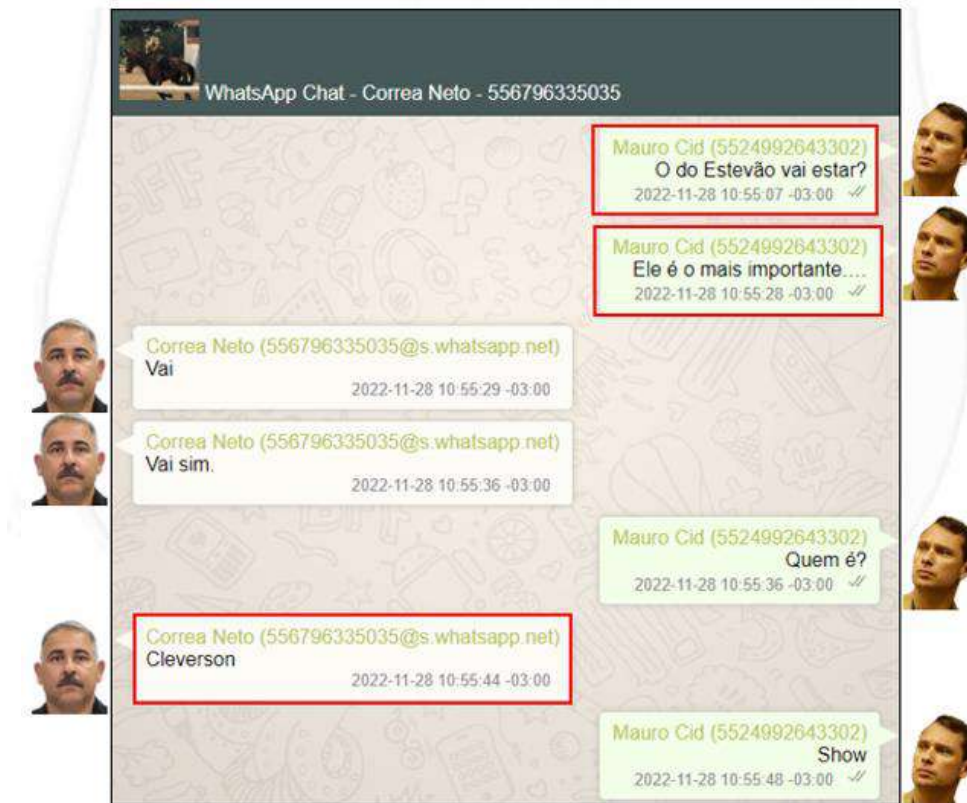 WhatsApp Chat - Correa Neto - 556796335035
Mauro Cid (5524992643302)
O do Estevão vai estar?
2022-11-28 10:55:07 -03:00
Mauro Cid (5524992643302)
Ele é o mais importante....
2022-11-28 10:55:28 -03:00
Correa Neto (556796335035@s.whatsapp.net)
Vai
2022-11-28 10:55:29 -03:00
Correa Neto (556796335035@s.whatsapp.net)
Vai sim.
2022-11-28 10:55:36 -03:00
Mauro Cid (5524992643302)
Quem é?
2022-11-28 10:55:36 -03:00
Correa Neto (556796335035@s.whatsapp.net)
Cleverson
2022-11-28 10:55:44 -03:00
Mauro Cid (5524992643302)
Show
2022-11-28 10:55:48 -03:00